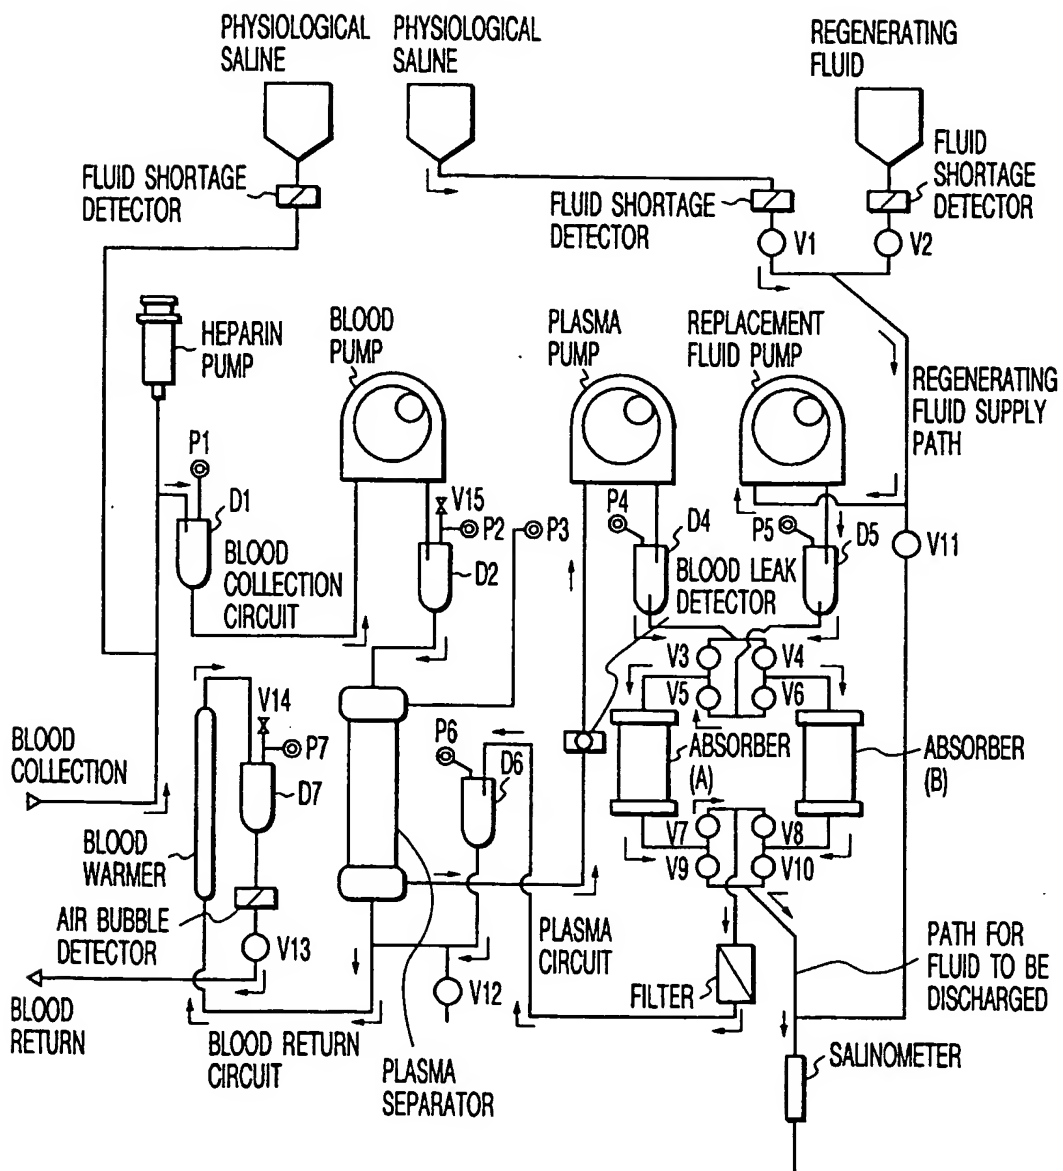 PHYSIOLOGICAL
SALINE
PHYSIOLOGICAL
SALINE
REGENERATING
FLUID
FLUID SHORTAGE
DETECTOR
FLUID SHORTAGE
DETECTOR
FLUID
SHORTAGE
DETECTOR
V1
V2
HEPARIN
PUMP
BLOOD
PUMP
PLASMA
PUMP
REPLACEMENT
FLUID PUMP
REGENERATING
FLUID SUPPLY
PATH
P1
D1
BLOOD
COLLECTION
CIRCUIT
V15
P2
P3
D2
P4
D4
BLOOD LEAK
DETECTOR
P5
D5
V11
V3
V4
V5
V6
V14
P7
D7
P6
D6
ABSORBER
(A)
ABSORBER
(B)
BLOOD
COLLECTION
BLOOD
WARMER
AIR BUBBLE
DETECTOR
V13
V7
V8
V9
V10
BLOOD
RETURN
BLOOD RETURN
CIRCUIT
PLASMA
SEPARATOR
V12
PLASMA
CIRCUIT
FILTER
PATH FOR
FLUID TO BE
DISCHARGED
SALINOMETER